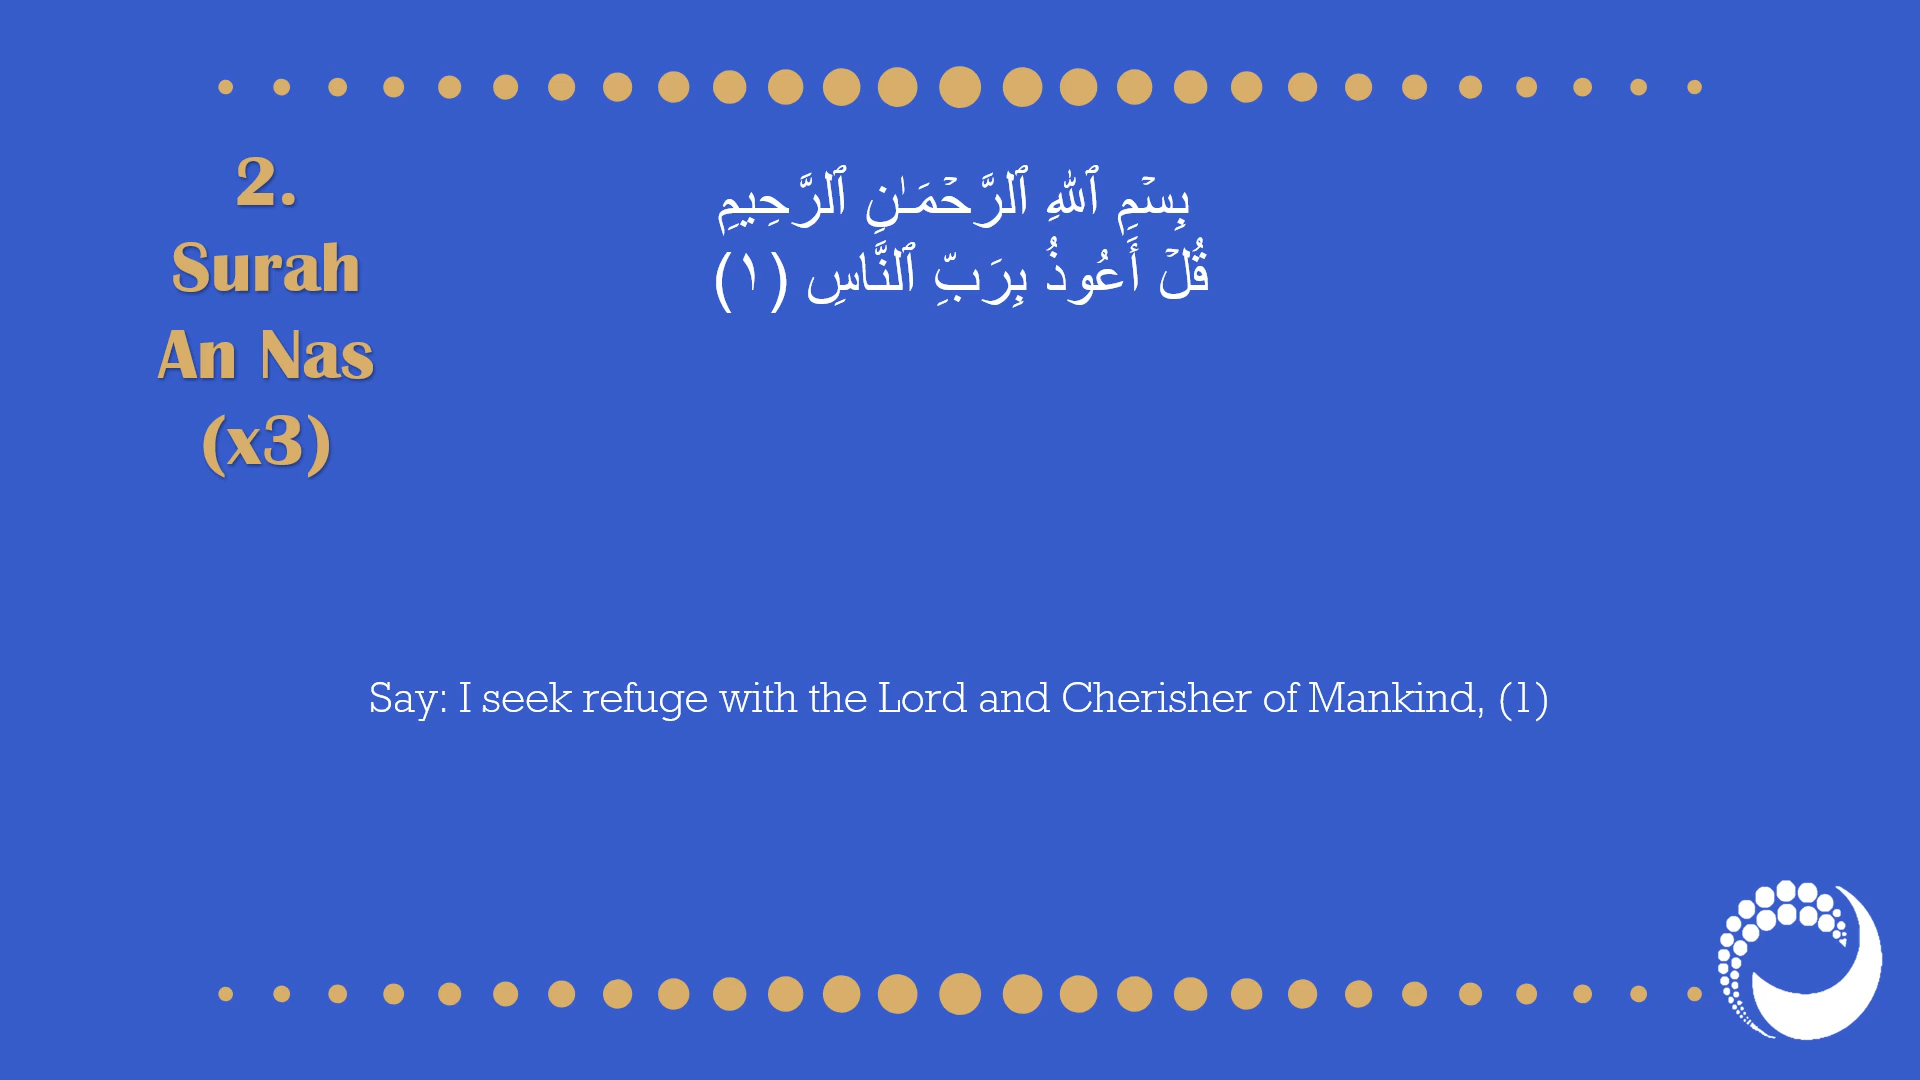 2.
Surah
An Nas
(x3)
بِسۡمِ ٱللهِ ٱلرَّحۡمَـٰنِ ٱلرَّحِيمِ
قُلۡ أَعُوذُ بِرَبِّ ٱلنَّاسِ (١)
Say: I seek refuge with the Lord and Cherisher of Mankind, (1)